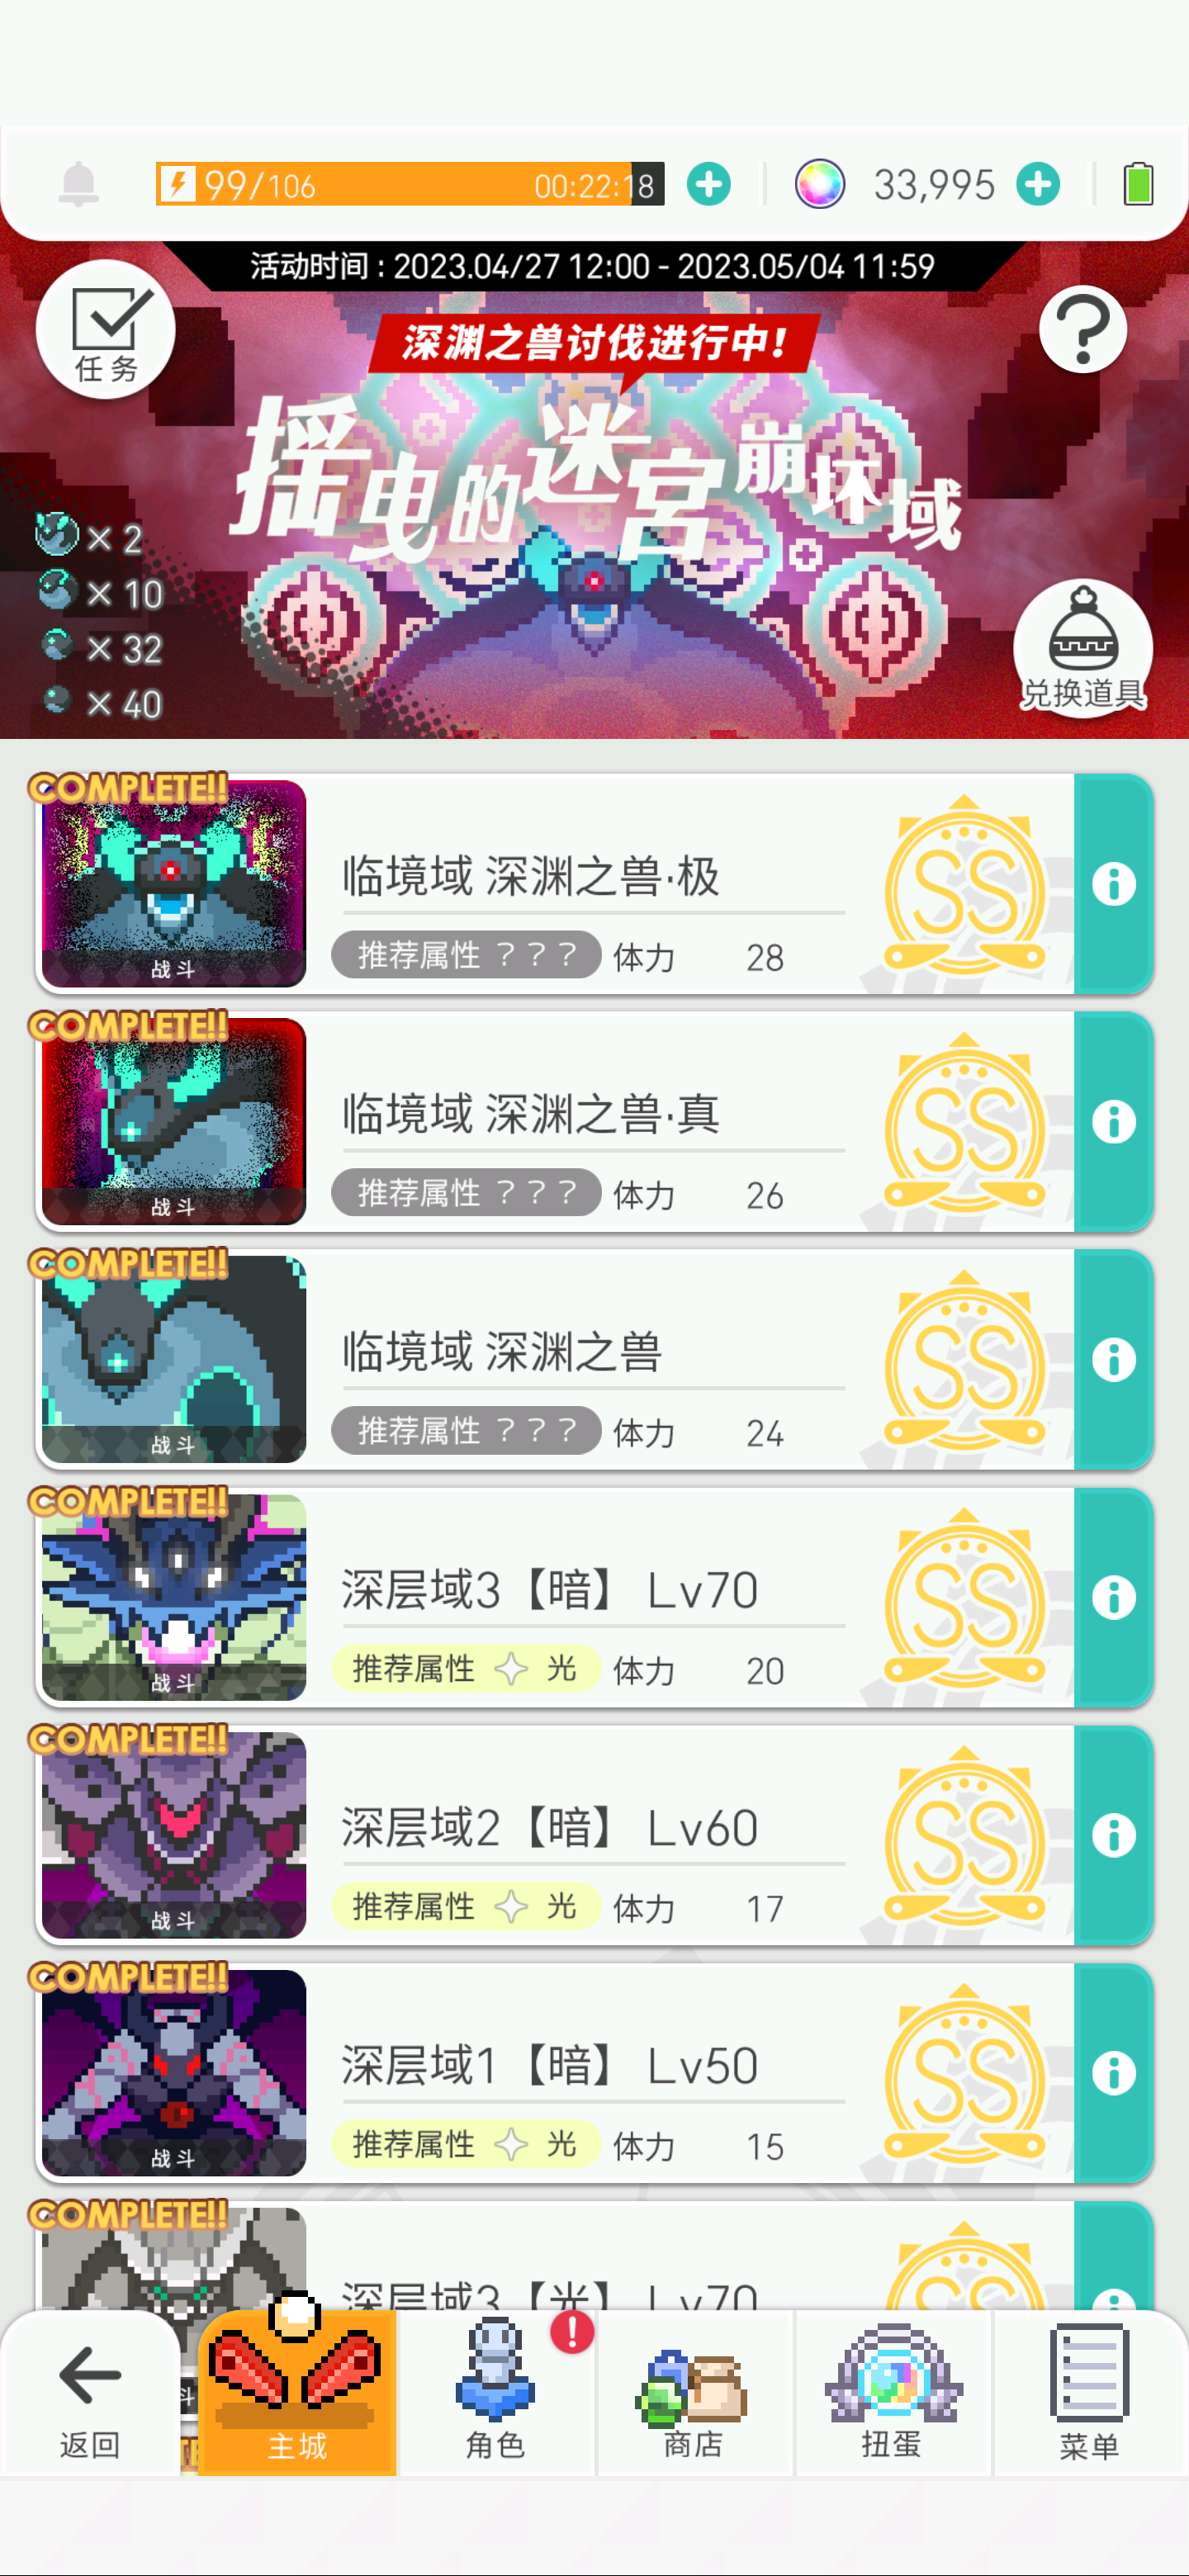 99/106 00:22:18 33,995
活动时间 : 2023.04/27 12:00 - 2023.05/04 11:59
任务
深渊之兽讨伐进行中!
摇曳的迷宫 崩坏域
× 2
× 10
× 32
× 40
兑换道具
COMPLETE!!
临境域 深渊之兽·极
推荐属性 ？？？ 体力 28
战斗
SS
COMPLETE!!
临境域 深渊之兽·真
推荐属性 ？？？ 体力 26
战斗
SS
COMPLETE!!
临境域 深渊之兽
推荐属性 ？？？ 体力 24
战斗
SS
COMPLETE!!
深层域3【暗】 Lv70
推荐属性 光 体力 20
战斗
SS
COMPLETE!!
深层域2【暗】 Lv60
推荐属性 光 体力 17
战斗
SS
COMPLETE!!
深层域1【暗】 Lv50
推荐属性 光 体力 15
战斗
SS
COMPLETE!!
深层域3【光】 Lv70
SS
返回 主城 角色 商店 扭蛋 菜单